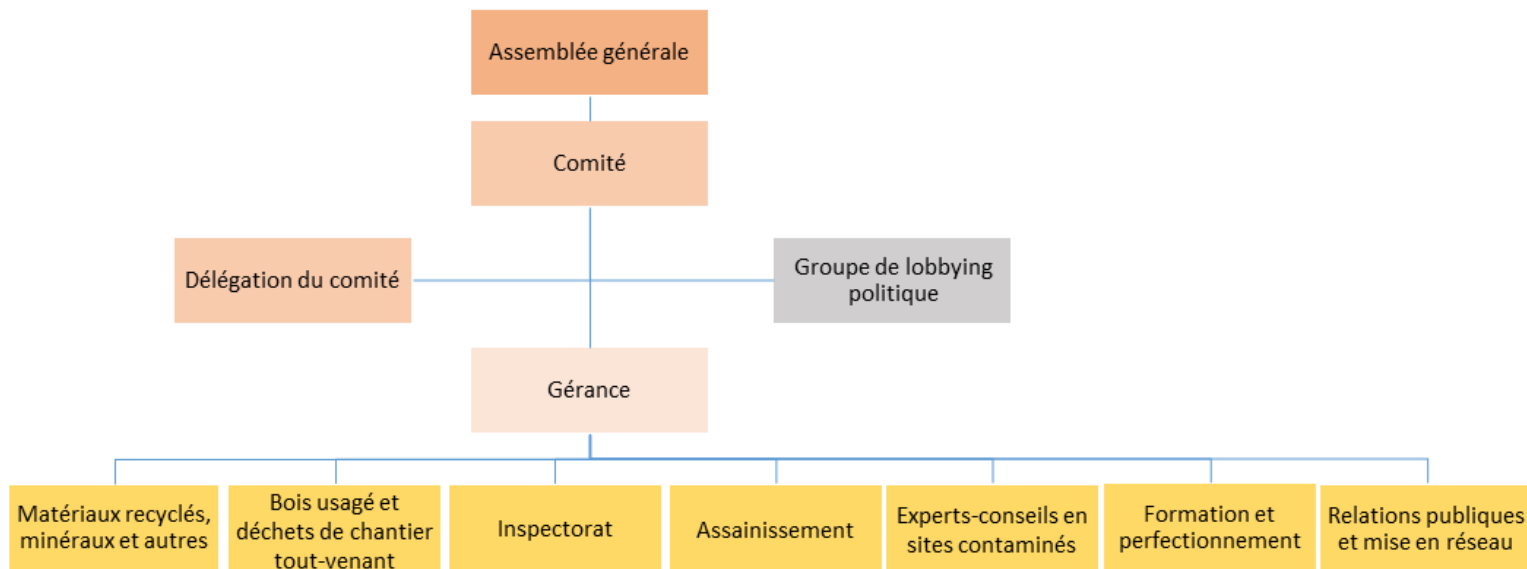 Assemblée générale
Comité
Délégation du comité
Groupe de lobbying
politique
Gérance
Matériaux recyclés,
minéraux et autres
Bois usagé et
déchets de chantier
tout-venant
Inspectorat
Assainissement
Experts-conseils en
sites contaminés
Formation et
perfectionnement
Relations publiques
et mise en réseau